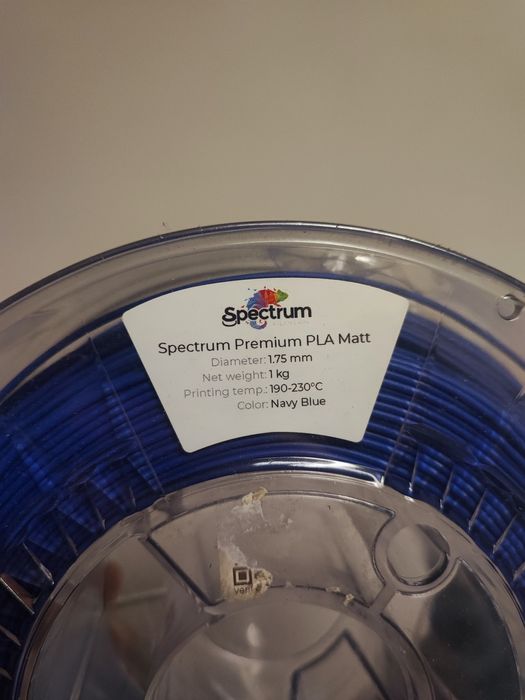 Spectrum
FILAMENTS
Spectrum Premium PLA Matt
Diameter: 1.75 mm
Net weight: 1 kg
Printing temp.: 190-230°C
Color: Navy Blue